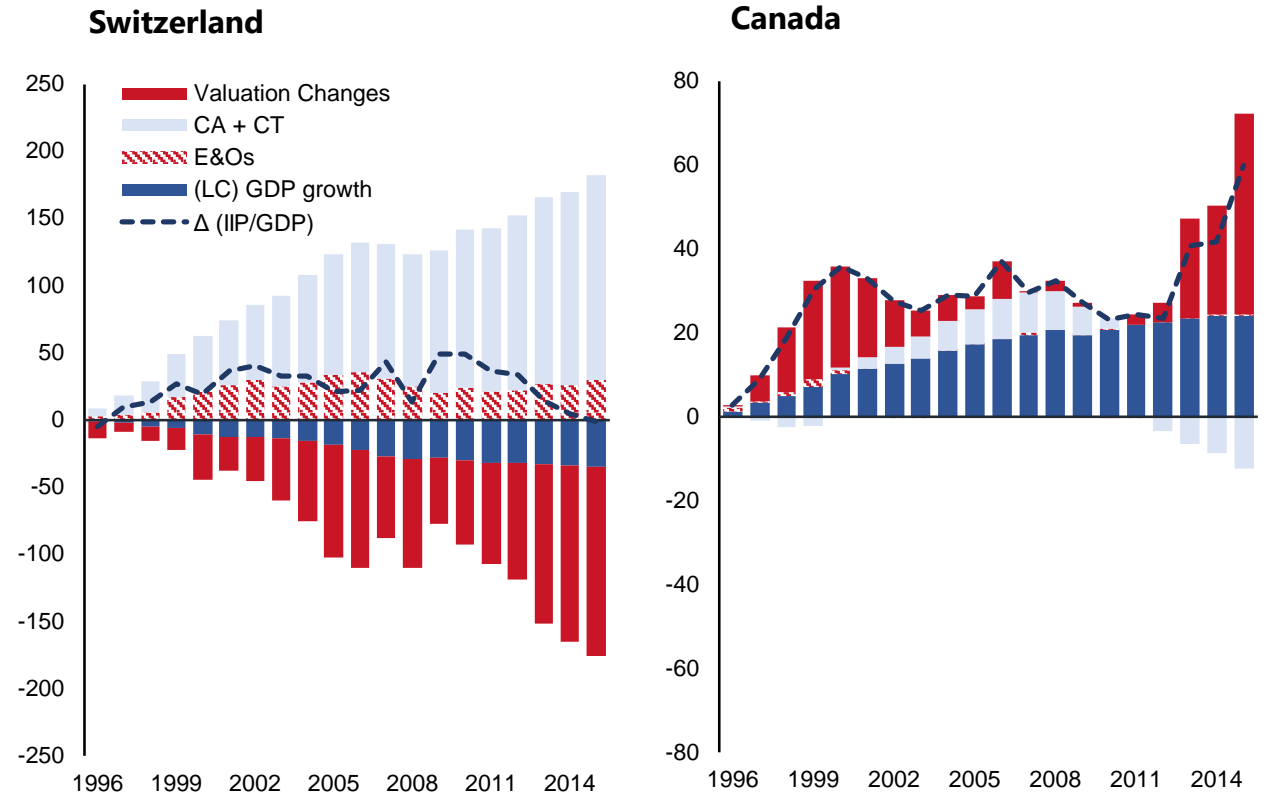 Switzerland
250
200
150
100
50
0
-50
-100
-150
-200
-250
Valuation Changes
CA + CT
E&Os
(LC) GDP growth
Δ (IIP/GDP)
1996 1999 2002 2005 2008 2011 2014
Canada
80
60
40
20
0
-20
-40
-60
-80
1996 1999 2002 2005 2008 2011 2014